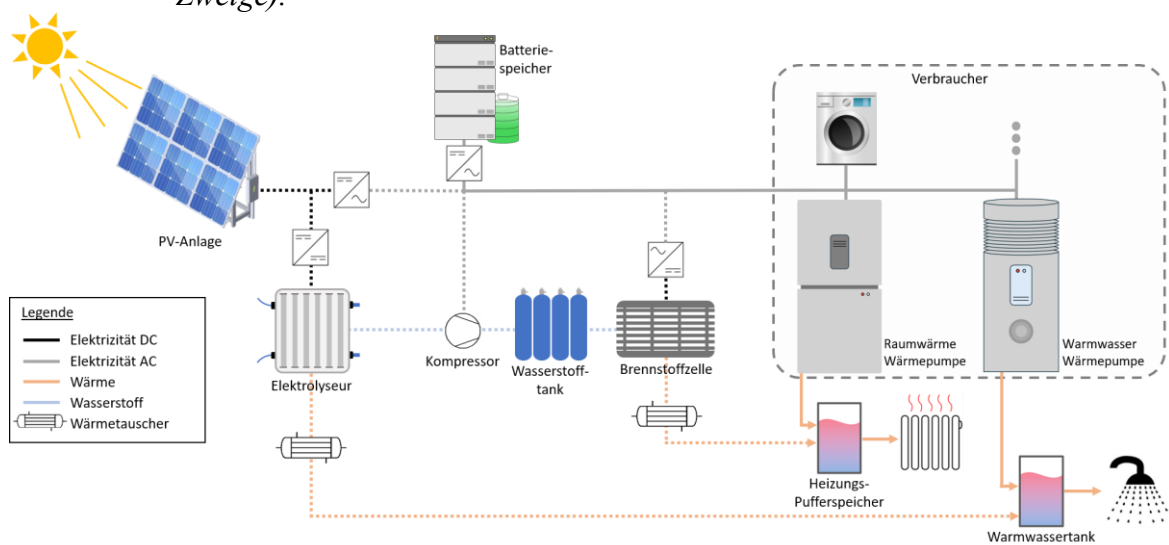 Zweige).
Batterie-
speicher
Verbraucher
PV-Anlage
Legende
Elektrizität DC
Elektrizität AC
Wärme
Wasserstoff
Wärmetauscher
Elektrolyseur
Kompressor
Wasserstoff-
tank
Brennstoffzelle
Raumwärme
Wärmepumpe
Warmwasser
Wärmepumpe
Heizungs-
Pufferspeicher
Warmwassertank